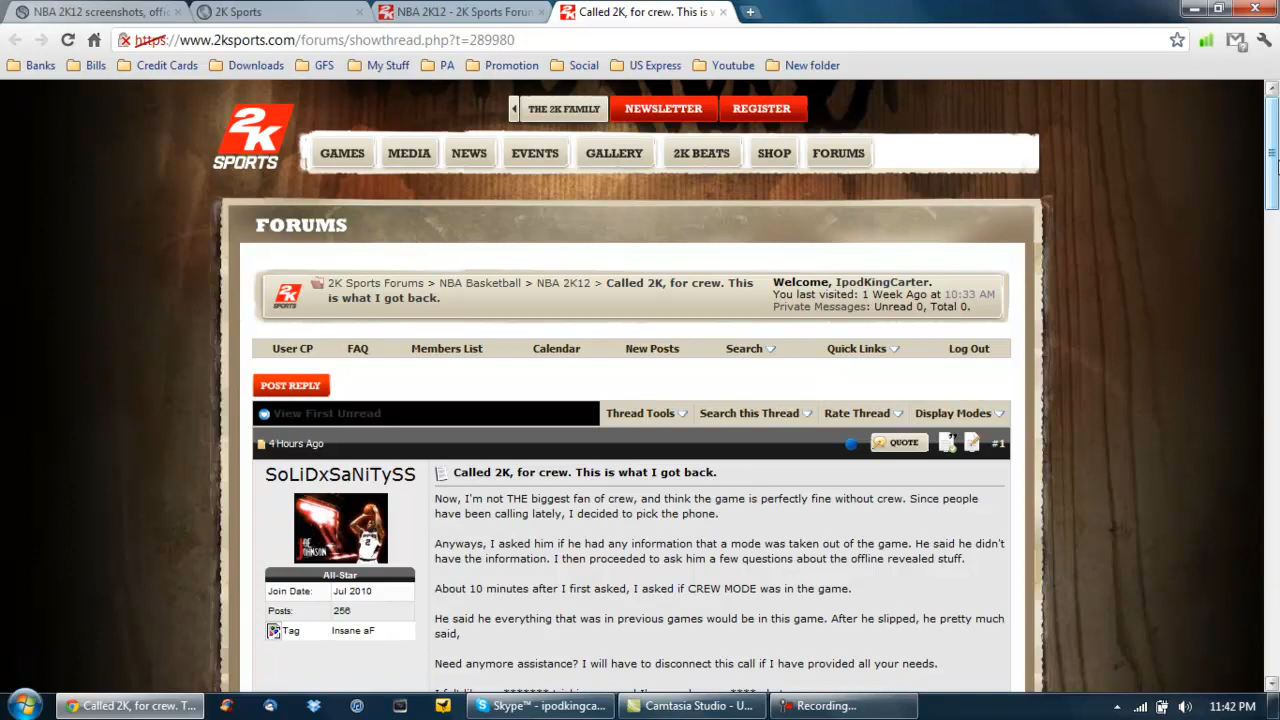 NBA 2K12 screenshots, offic
2K Sports
NBA 2K12 - 2K Sports Forum
Called 2K, for crew. This is w
https://www.2ksports.com/forums/showthread.php?t=289980
Banks Bills Credit Cards Downloads GFS My Stuff PA Promotion Social US Express Youtube New folder
2K SPORTS
THE 2K FAMILY NEWSLETTER REGISTER
GAMES MEDIA NEWS EVENTS GALLERY 2K BEATS SHOP FORUMS
FORUMS
2K SPORTS
2K Sports Forums > NBA Basketball > NBA 2K12 > Called 2K, for crew. This
is what I got back.
Welcome, IpodKingCarter.
You last visited: 1 Week Ago at 10:33 AM
Private Messages: Unread 0, Total 0.
User CP FAQ Members List Calendar New Posts Search Quick Links Log Out
POST REPLY
View First Unread Thread Tools Search this Thread Rate Thread Display Modes
4 Hours Ago QUOTE #1
SoLiDxSaNiTySS
JOE JOHNSON
All-Star
Join Date: Jul 2010
Posts: 256
Tag Insane aF
Called 2K, for crew. This is what I got back.
Now, I'm not THE biggest fan of crew, and think the game is perfectly fine without crew. Since people
have been calling lately, I decided to pick the phone.
Anyways, I asked him if he had any information that a mode was taken out of the game. He said he didn't
have the information. I then proceeded to ask him a few questions about the offline revealed stuff.
About 10 minutes after I first asked, I asked if CREW MODE was in the game.
He said he everything that was in previous games would be in this game. After he slipped, he pretty much
said,
Need anymore assistance? I will have to disconnect this call if I have provided all your needs.
Called 2K, for crew. T... Skype™ - ipodkingca... Camtasia Studio - U... Recording... 11:42 PM